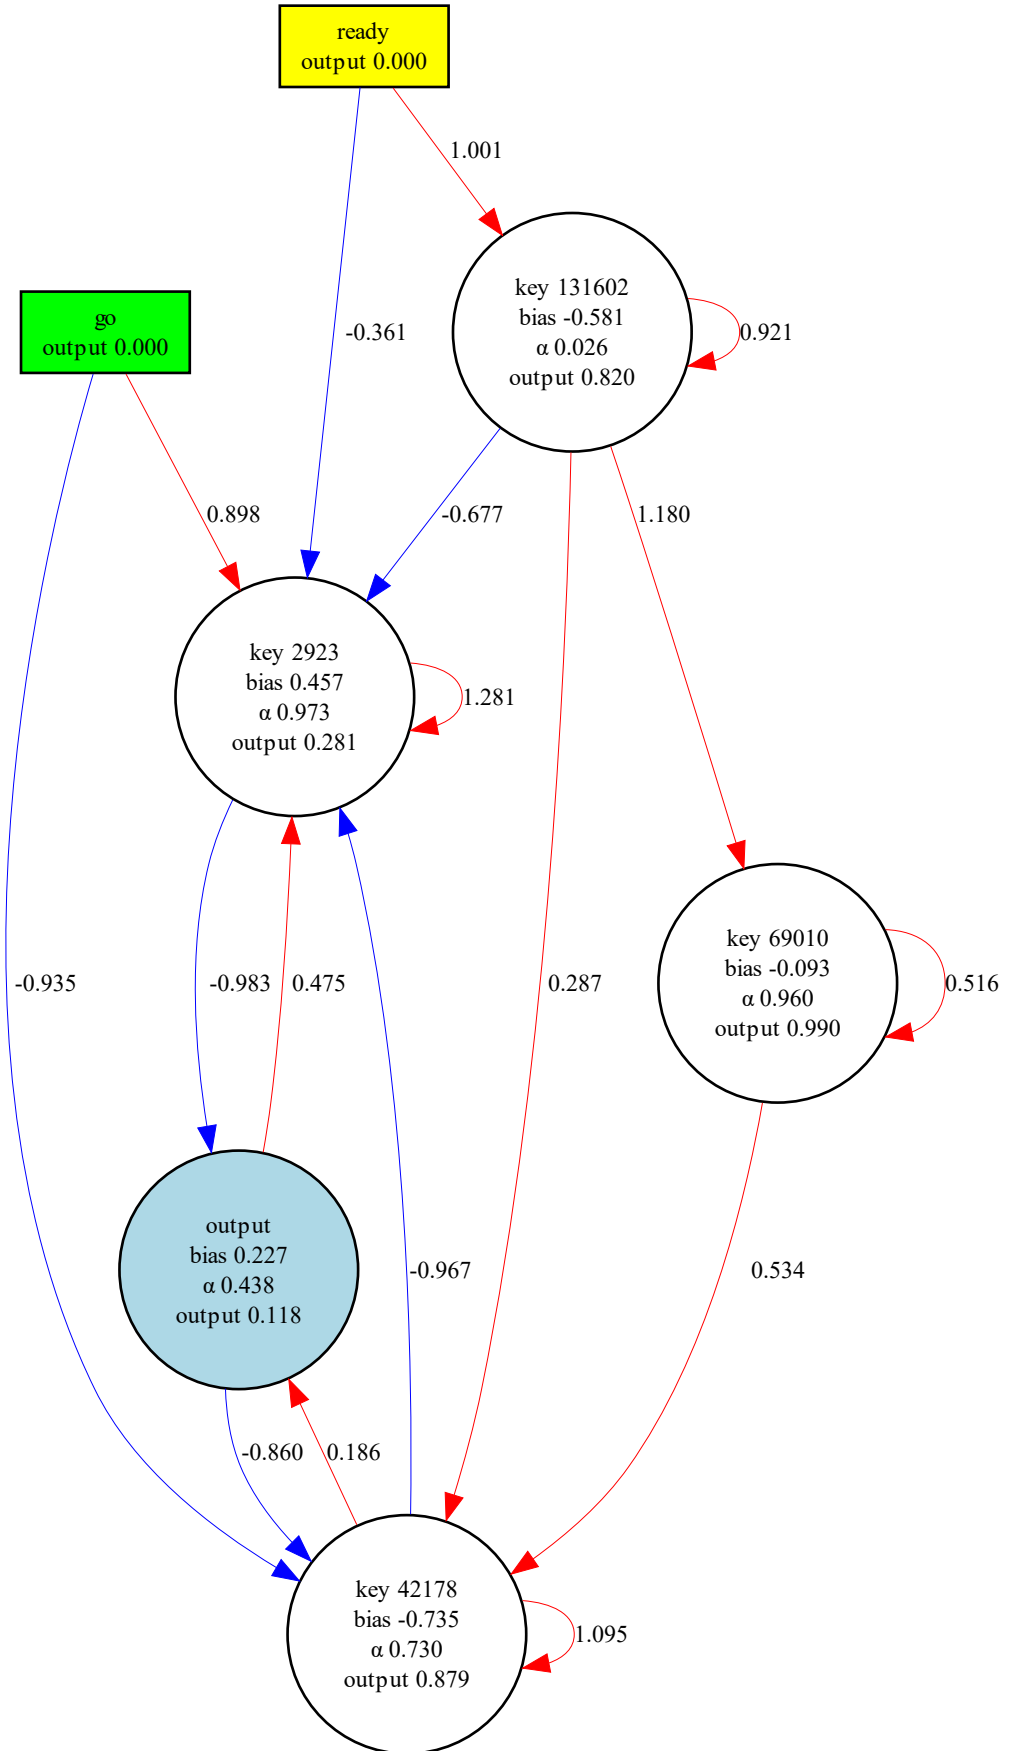 ready
output 0.000
1.001
key 131602
bias -0.581
α 0.026
output 0.820
0.921
go
output 0.000
-0.361
0.898
-0.677
1.180
key 2923
bias 0.457
α 0.973
output 0.281
1.281
key 69010
bias -0.093
α 0.960
output 0.990
0.516
-0.935
-0.983
0.475
0.287
output
bias 0.227
α 0.438
output 0.118
-0.967
0.534
-0.860
0.186
key 42178
bias -0.735
α 0.730
output 0.879
1.095